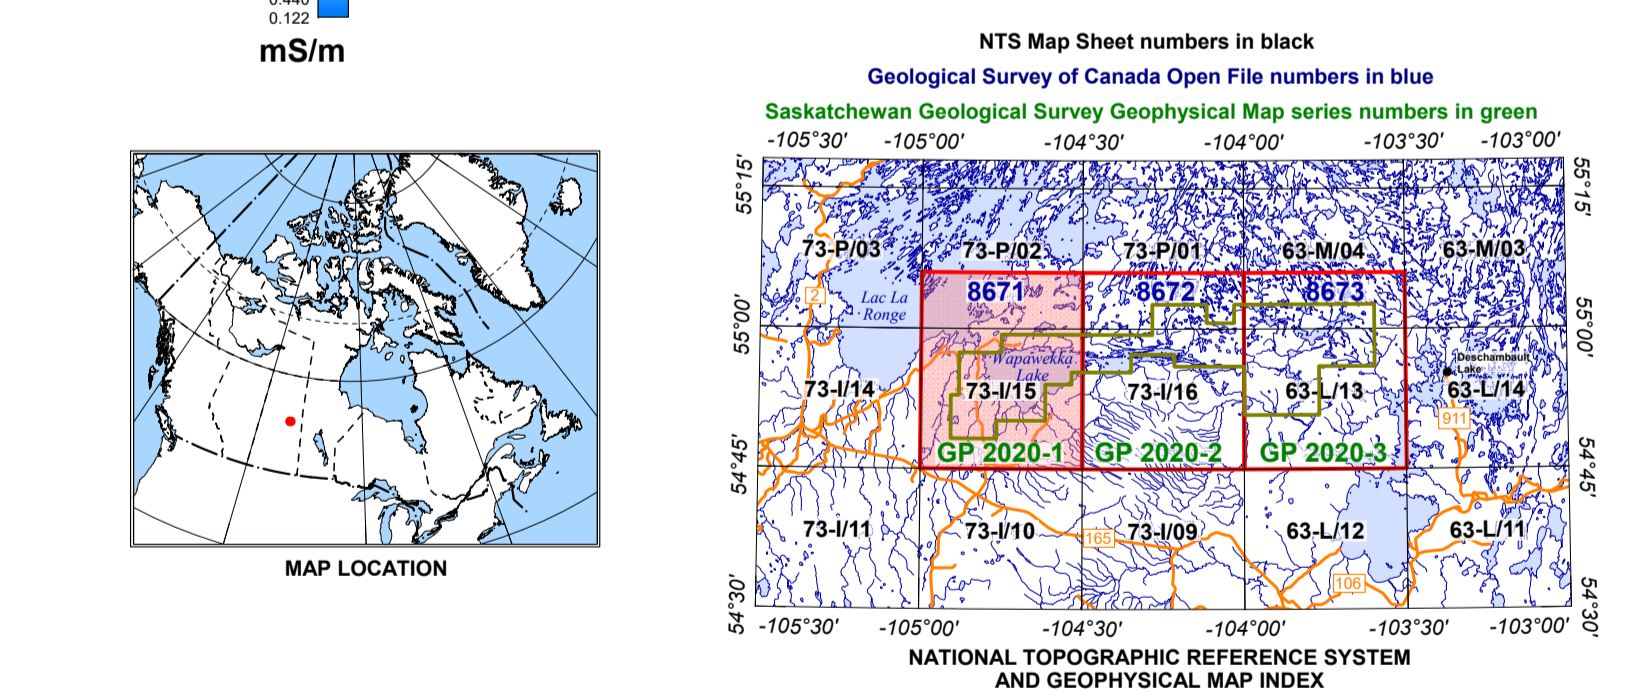 0.440
0.122
mS/m
MAP LOCATION
NTS Map Sheet numbers in black
Geological Survey of Canada Open File numbers in blue
Saskatchewan Geological Survey Geophysical Map series numbers in green
-105°30' -105°00' -104°30' -104°00' -103°30' -103°00'
55°15' 55°15'
73-P/03 73-P/02 73-P/01 63-M/04 63-M/03
8671 8672 8673
2
Lac La
Ronge
55°00' 55°00'
Wapawekka
Lake
Deschambault
Lake
73-I/14 73-I/15 73-I/16 63-L/13 63-L/14
911
GP 2020-1 GP 2020-2 GP 2020-3
54°45' 54°45'
73-I/11 73-I/10 73-I/09 63-L/12 63-L/11
165
106
54°30' 54°30'
-105°30' -105°00' -104°30' -104°00' -103°30' -103°00'
NATIONAL TOPOGRAPHIC REFERENCE SYSTEM
AND GEOPHYSICAL MAP INDEX